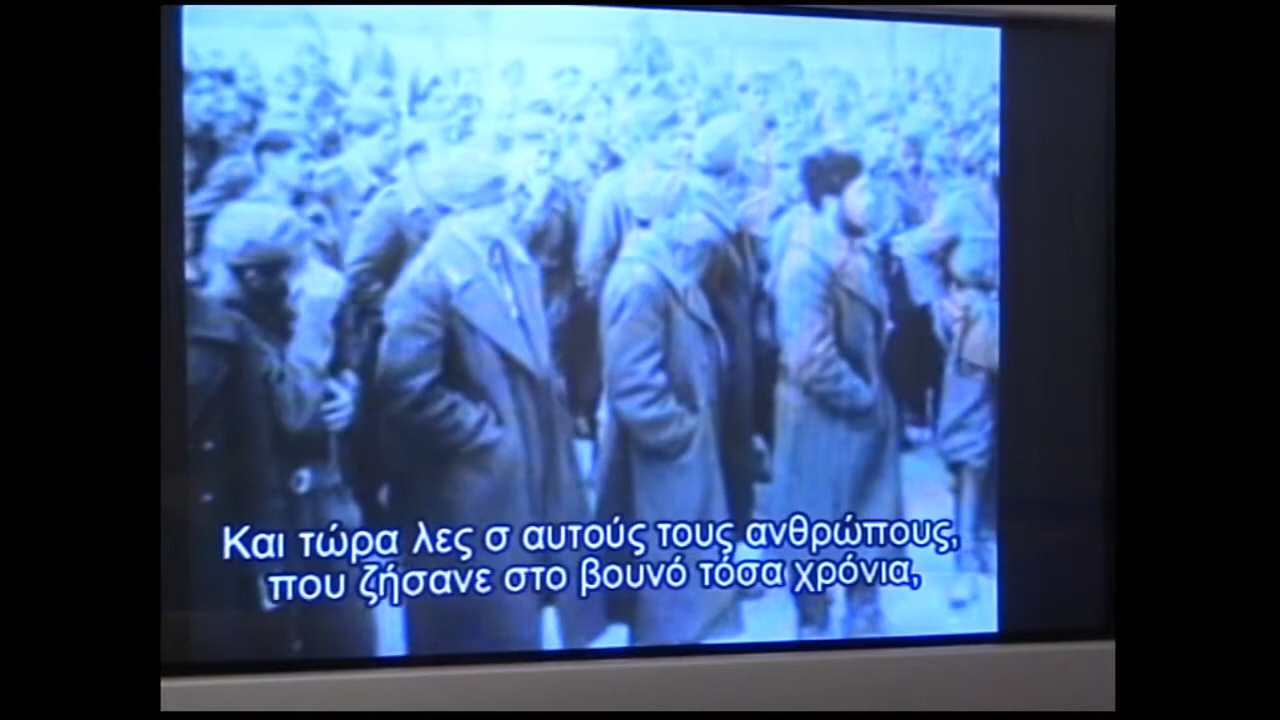 Και τώρα λες σ αυτούς τους ανθρώπους,
που ζήσανε στο βουνό τόσα χρόνια,